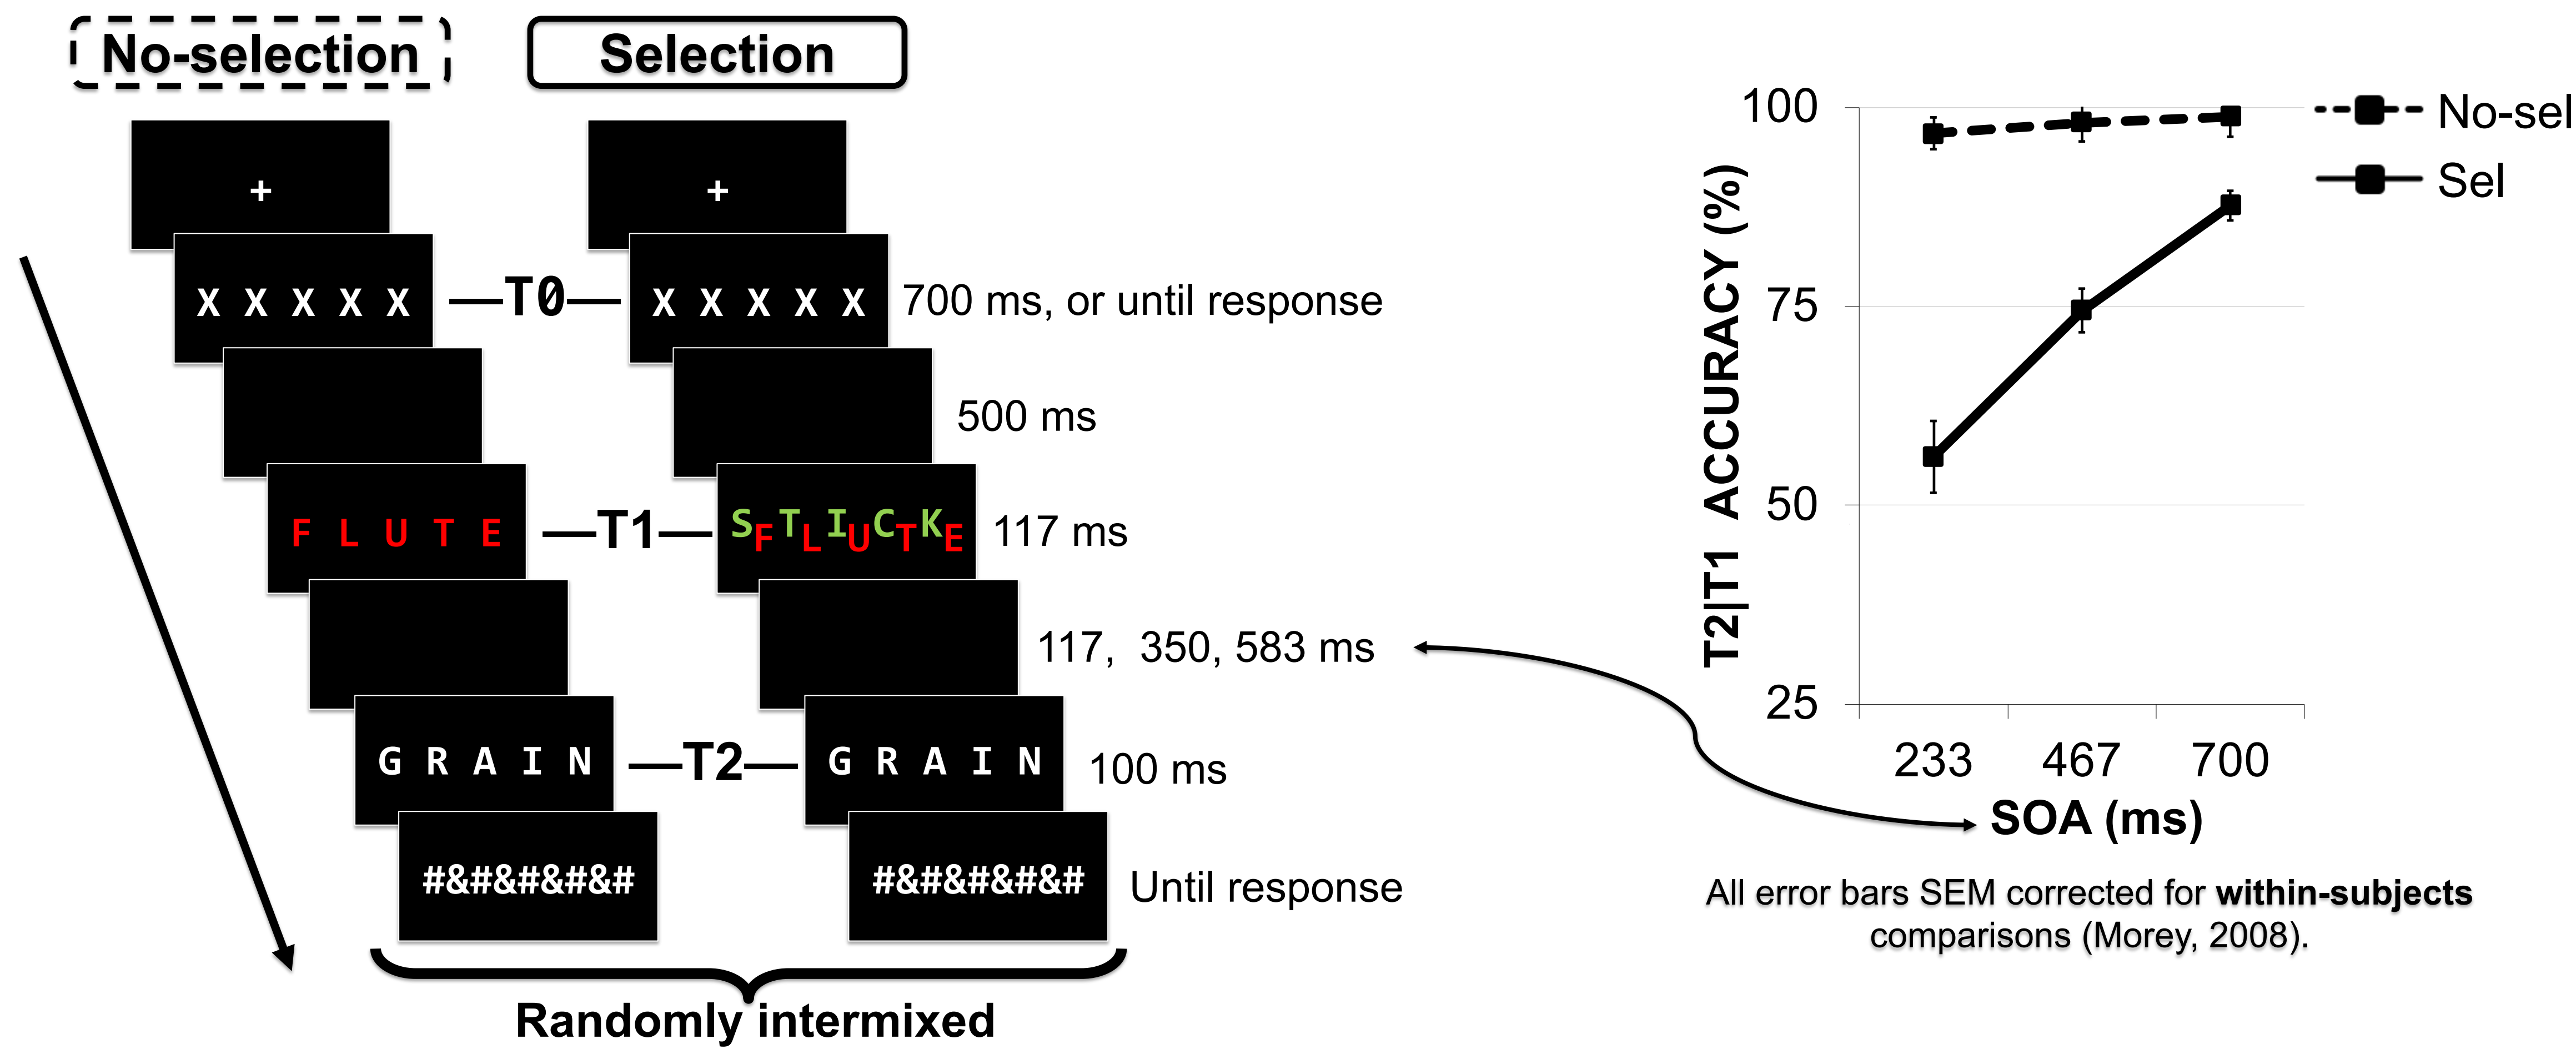 No-selection
Selection
+
+
X X X X X
T0
X X X X X
700 ms, or until response
500 ms
F L U T E
T1
SFTLIUCTKE
117 ms
117, 350, 583 ms
G R A I N
T2
G R A I N
100 ms
#&#&#&#&#
#&#&#&#&#
Until response
Randomly intermixed
T2|T1 ACCURACY (%)
100
75
50
25
233 467 700
SOA (ms)
No-sel
Sel
All error bars SEM corrected for within-subjects
comparisons (Morey, 2008).